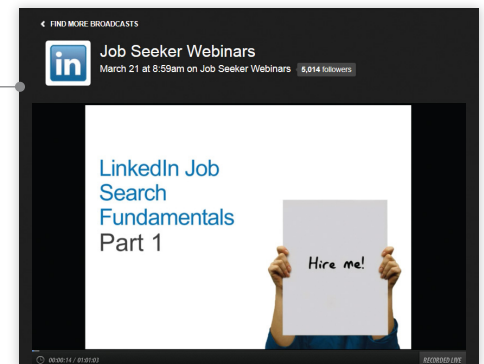 FIND MORE BROADCASTS
in
Job Seeker Webinars
March 21 at 8:59am on Job Seeker Webinars 5,014 followers
LinkedIn Job
Search
Fundamentals
Part 1
Hire me!
00:00:14 / 01:01:03
RECORDED LIVE